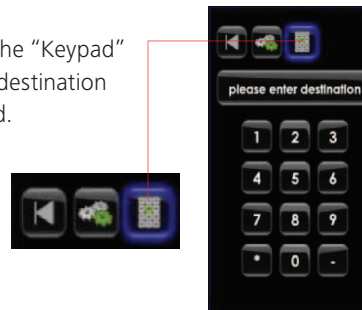 he “Keypad”
destination
d.
please enter destination
1 2 3
4 5 6
7 8 9
* 0 -